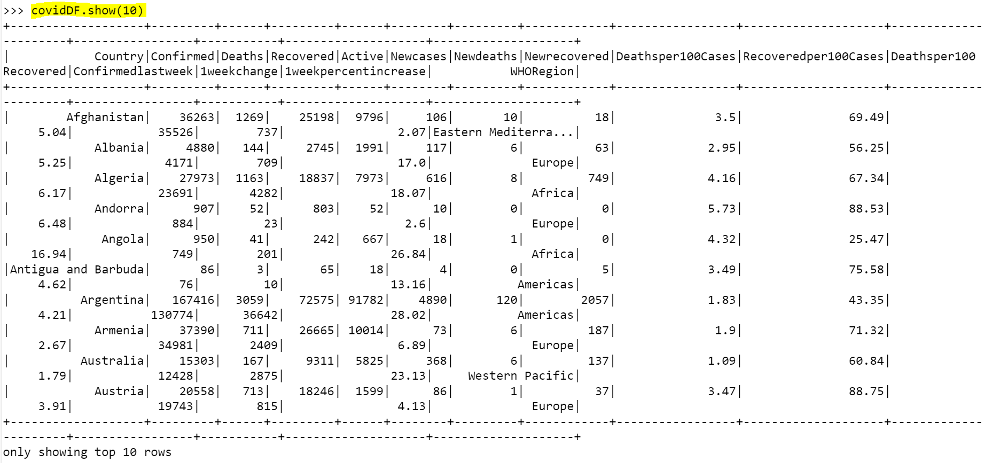 >>> covidDF.show(10)
+-------------------+---------+------+---------+------+--------+---------+------------+-----------------+--------------------+-------------
---------+-----------------+-----------+--------------------+--------------------+
|            Country|Confirmed|Deaths|Recovered|Active|Newcases|Newdeaths|Newrecovered|Deathsper100Cases|Recoveredper100Cases|Deathsper100
Recovered|Confirmedlastweek|1weekchange|1weekpercentincrease|           WHORegion|
+-------------------+---------+------+---------+------+--------+---------+------------+-----------------+--------------------+-------------
---------+-----------------+-----------+--------------------+--------------------+
|        Afghanistan|    36263|  1269|    25198|  9796|     106|       10|          18|              3.5|               69.49|
     5.04|            35526|        737|                2.07|Eastern Mediterra...|
|            Albania|     4880|   144|     2745|  1991|     117|        6|          63|             2.95|               56.25|
     5.25|             4171|        709|                17.0|              Europe|
|            Algeria|    27973|  1163|    18837|  7973|     616|        8|         749|             4.16|               67.34|
     6.17|            23691|       4282|               18.07|              Africa|
|            Andorra|      907|    52|      803|    52|      10|        0|           0|             5.73|               88.53|
     6.48|              884|         23|                 2.6|              Europe|
|             Angola|      950|    41|      242|   667|      18|        1|           0|             4.32|               25.47|
    16.94|              749|        201|               26.84|              Africa|
|Antigua and Barbuda|       86|     3|       65|    18|       4|        0|           5|             3.49|               75.58|
     4.62|               76|         10|               13.16|            Americas|
|          Argentina|   167416|  3059|    72575| 91782|    4890|      120|        2057|             1.83|               43.35|
     4.21|           130774|      36642|               28.02|            Americas|
|            Armenia|    37390|   711|    26665| 10014|      73|        6|         187|              1.9|               71.32|
     2.67|            34981|       2409|                6.89|              Europe|
|          Australia|    15303|   167|     9311|  5825|     368|        6|         137|             1.09|               60.84|
     1.79|            12428|       2875|               23.13|     Western Pacific|
|            Austria|    20558|   713|    18246|  1599|      86|        1|          37|             3.47|               88.75|
     3.91|            19743|        815|                4.13|              Europe|
+-------------------+---------+------+---------+------+--------+---------+------------+-----------------+--------------------+-------------
---------+-----------------+-----------+--------------------+--------------------+
only showing top 10 rows